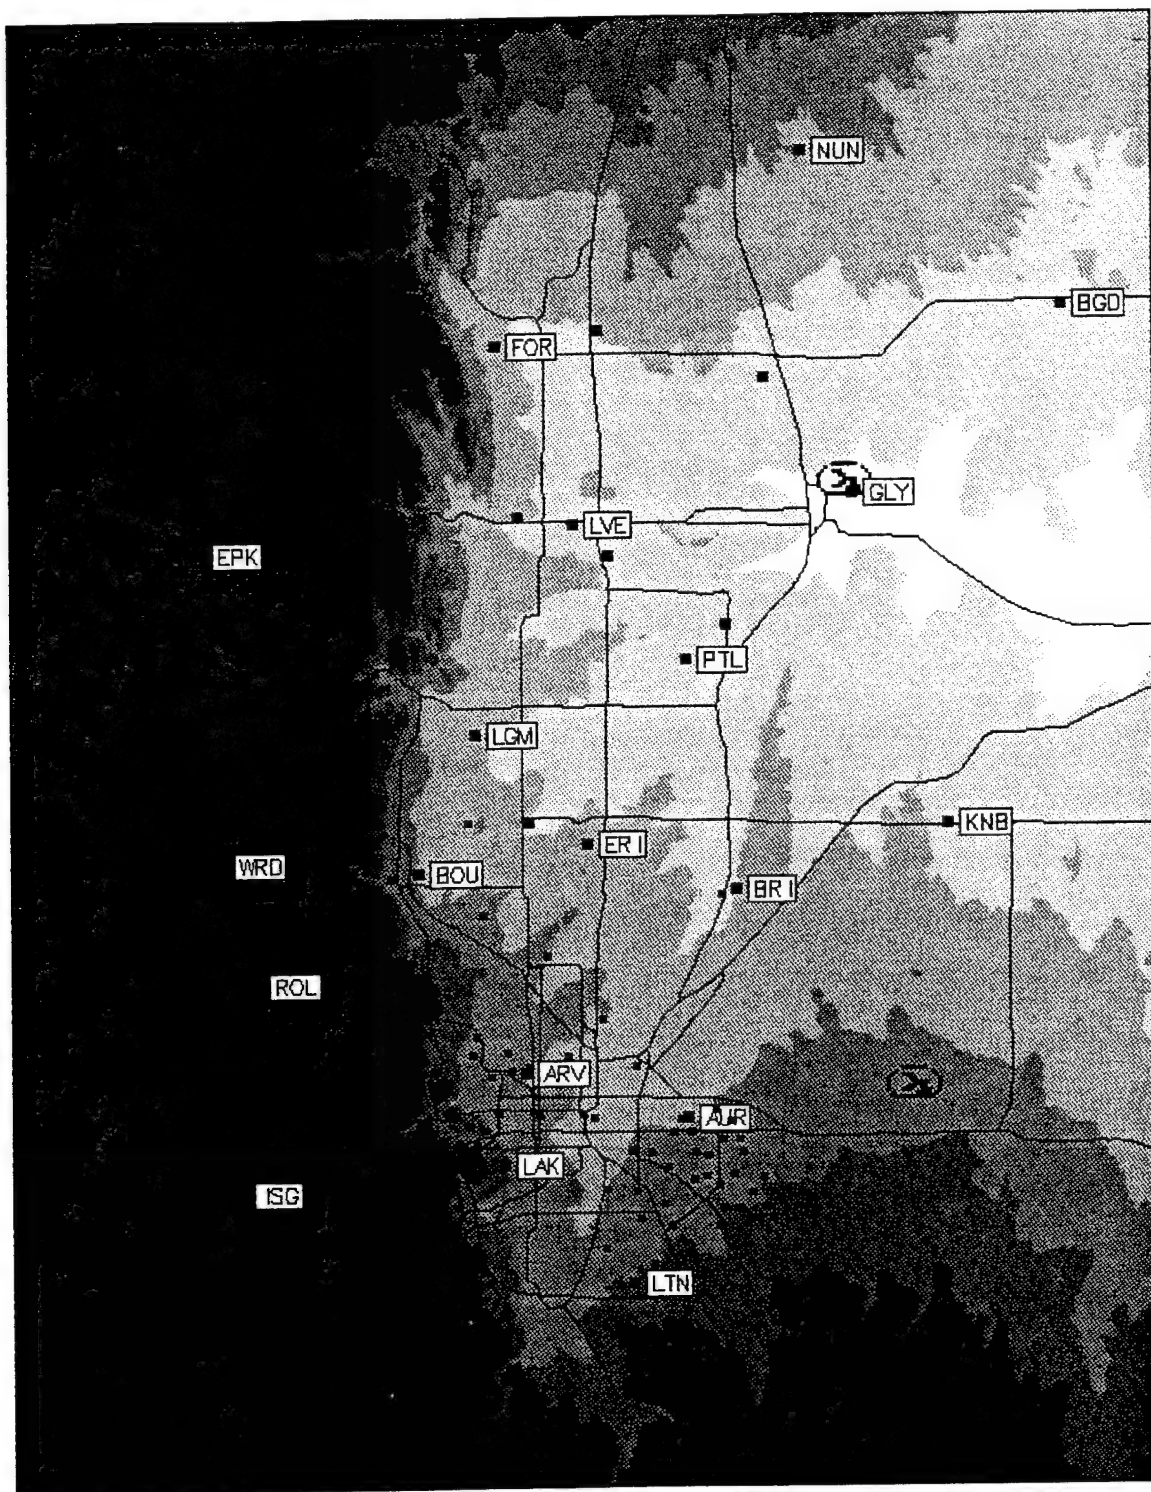 NUN
BGD
FOR
GLY
LVE
EPK
PTL
LGM
KNB
ERI
WRD
BOU
BRI
ROL
ARV
AUR
LAK
ISG
LTN